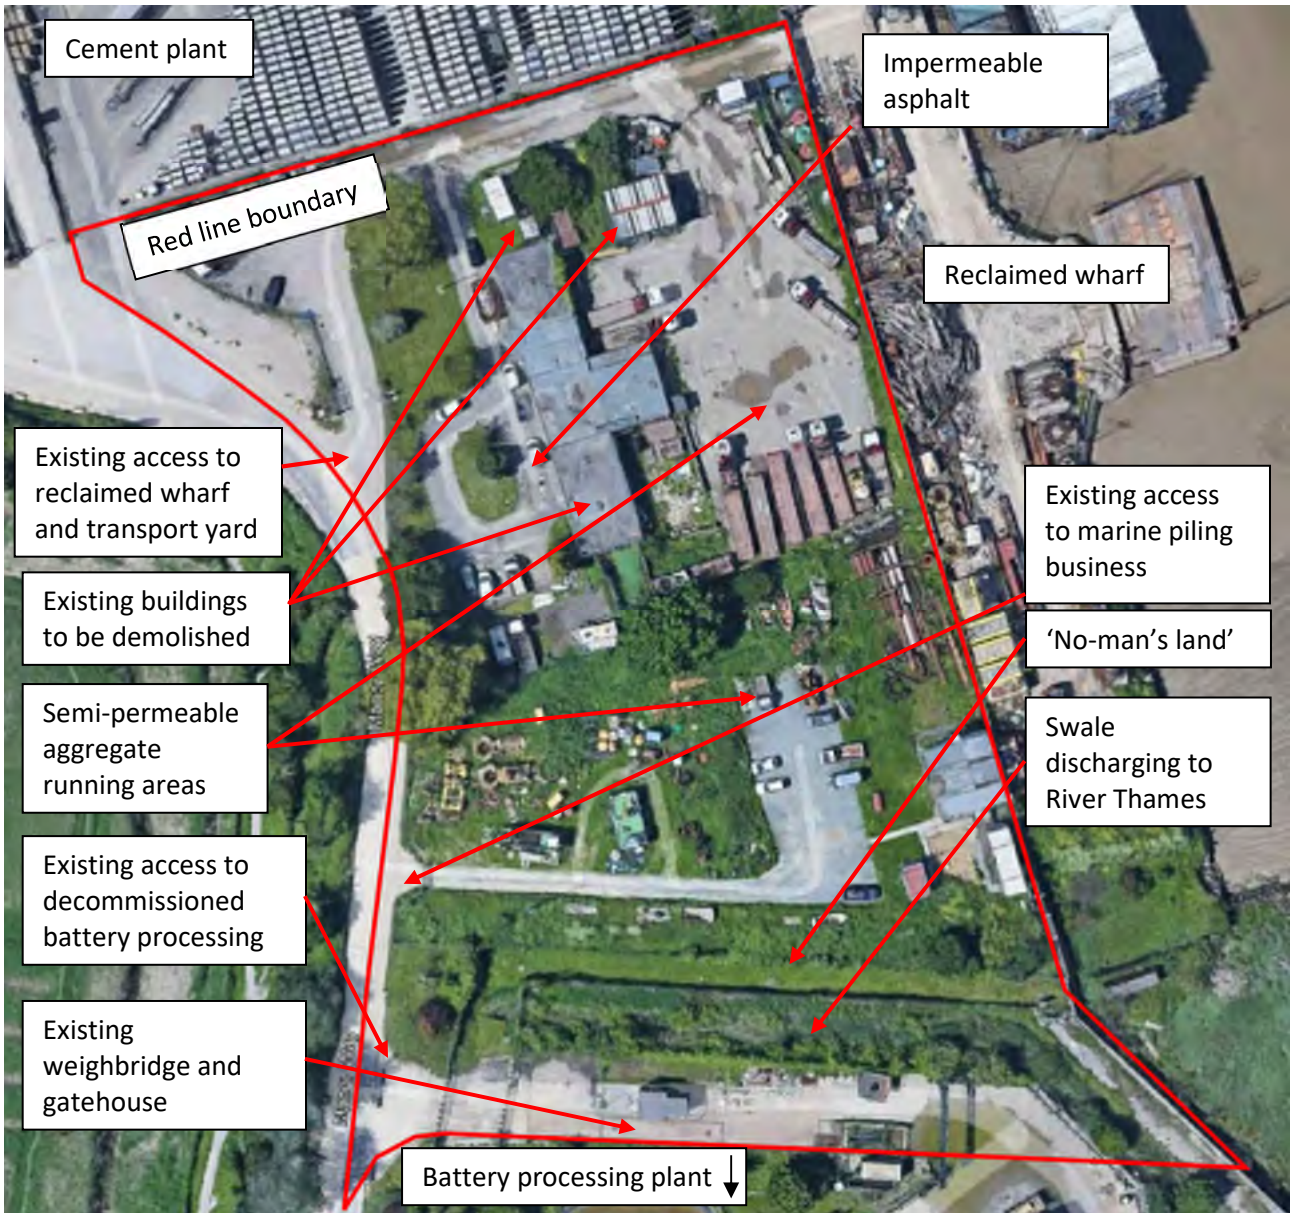 Cement plant
Impermeable
asphalt
Red line boundary
Reclaimed wharf
Existing access to
reclaimed wharf
and transport yard
Existing access
to marine piling
business
Existing buildings
to be demolished
‘No-man’s land’
Semi-permeable
aggregate
running areas
Swale
discharging to
River Thames
Existing access to
decommissioned
battery processing
Existing
weighbridge and
gatehouse
Battery processing plant